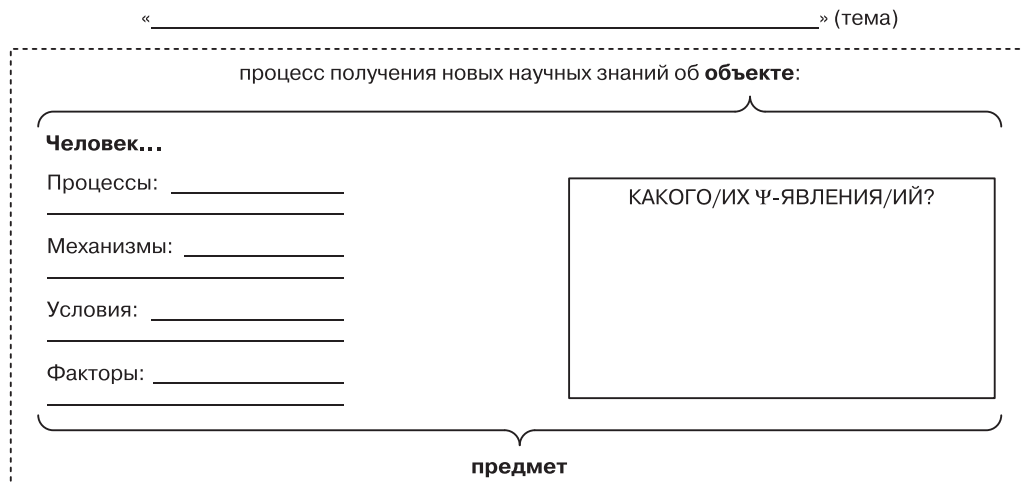 «» (тема)
процесс получения новых научных знаний об объекте:
Человек...
Процессы:
КАКОГО/ИХ Ψ-ЯВЛЕНИЯ/ИЙ?
Механизмы:
Условия:
Факторы:
предмет